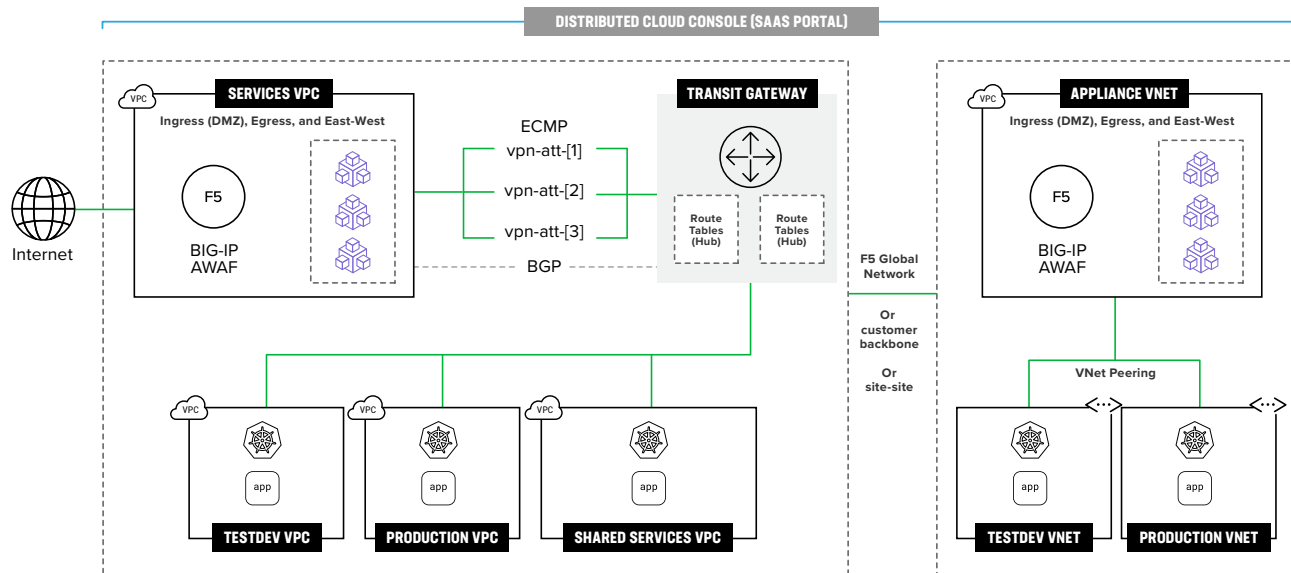 DISTRIBUTED CLOUD CONSOLE (SAAS PORTAL)
VPC
SERVICES VPC
Ingress (DMZ), Egress, and East-West
F5
BIG-IP
AWAF
Internet
ECMP
vpn-att-[1]
vpn-att-[2]
vpn-att-[3]
BGP
TRANSIT GATEWAY
Route
Tables
(Hub)
Route
Tables
(Hub)
F5 Global
Network
Or
customer
backbone
Or
site-site
VPC
APPLIANCE VNET
Ingress (DMZ), Egress, and East-West
F5
BIG-IP
AWAF
VNet Peering
VPC
app
TESTDEV VPC
VPC
app
PRODUCTION VPC
VPC
app
SHARED SERVICES VPC
app
TESTDEV VNET
app
PRODUCTION VNET